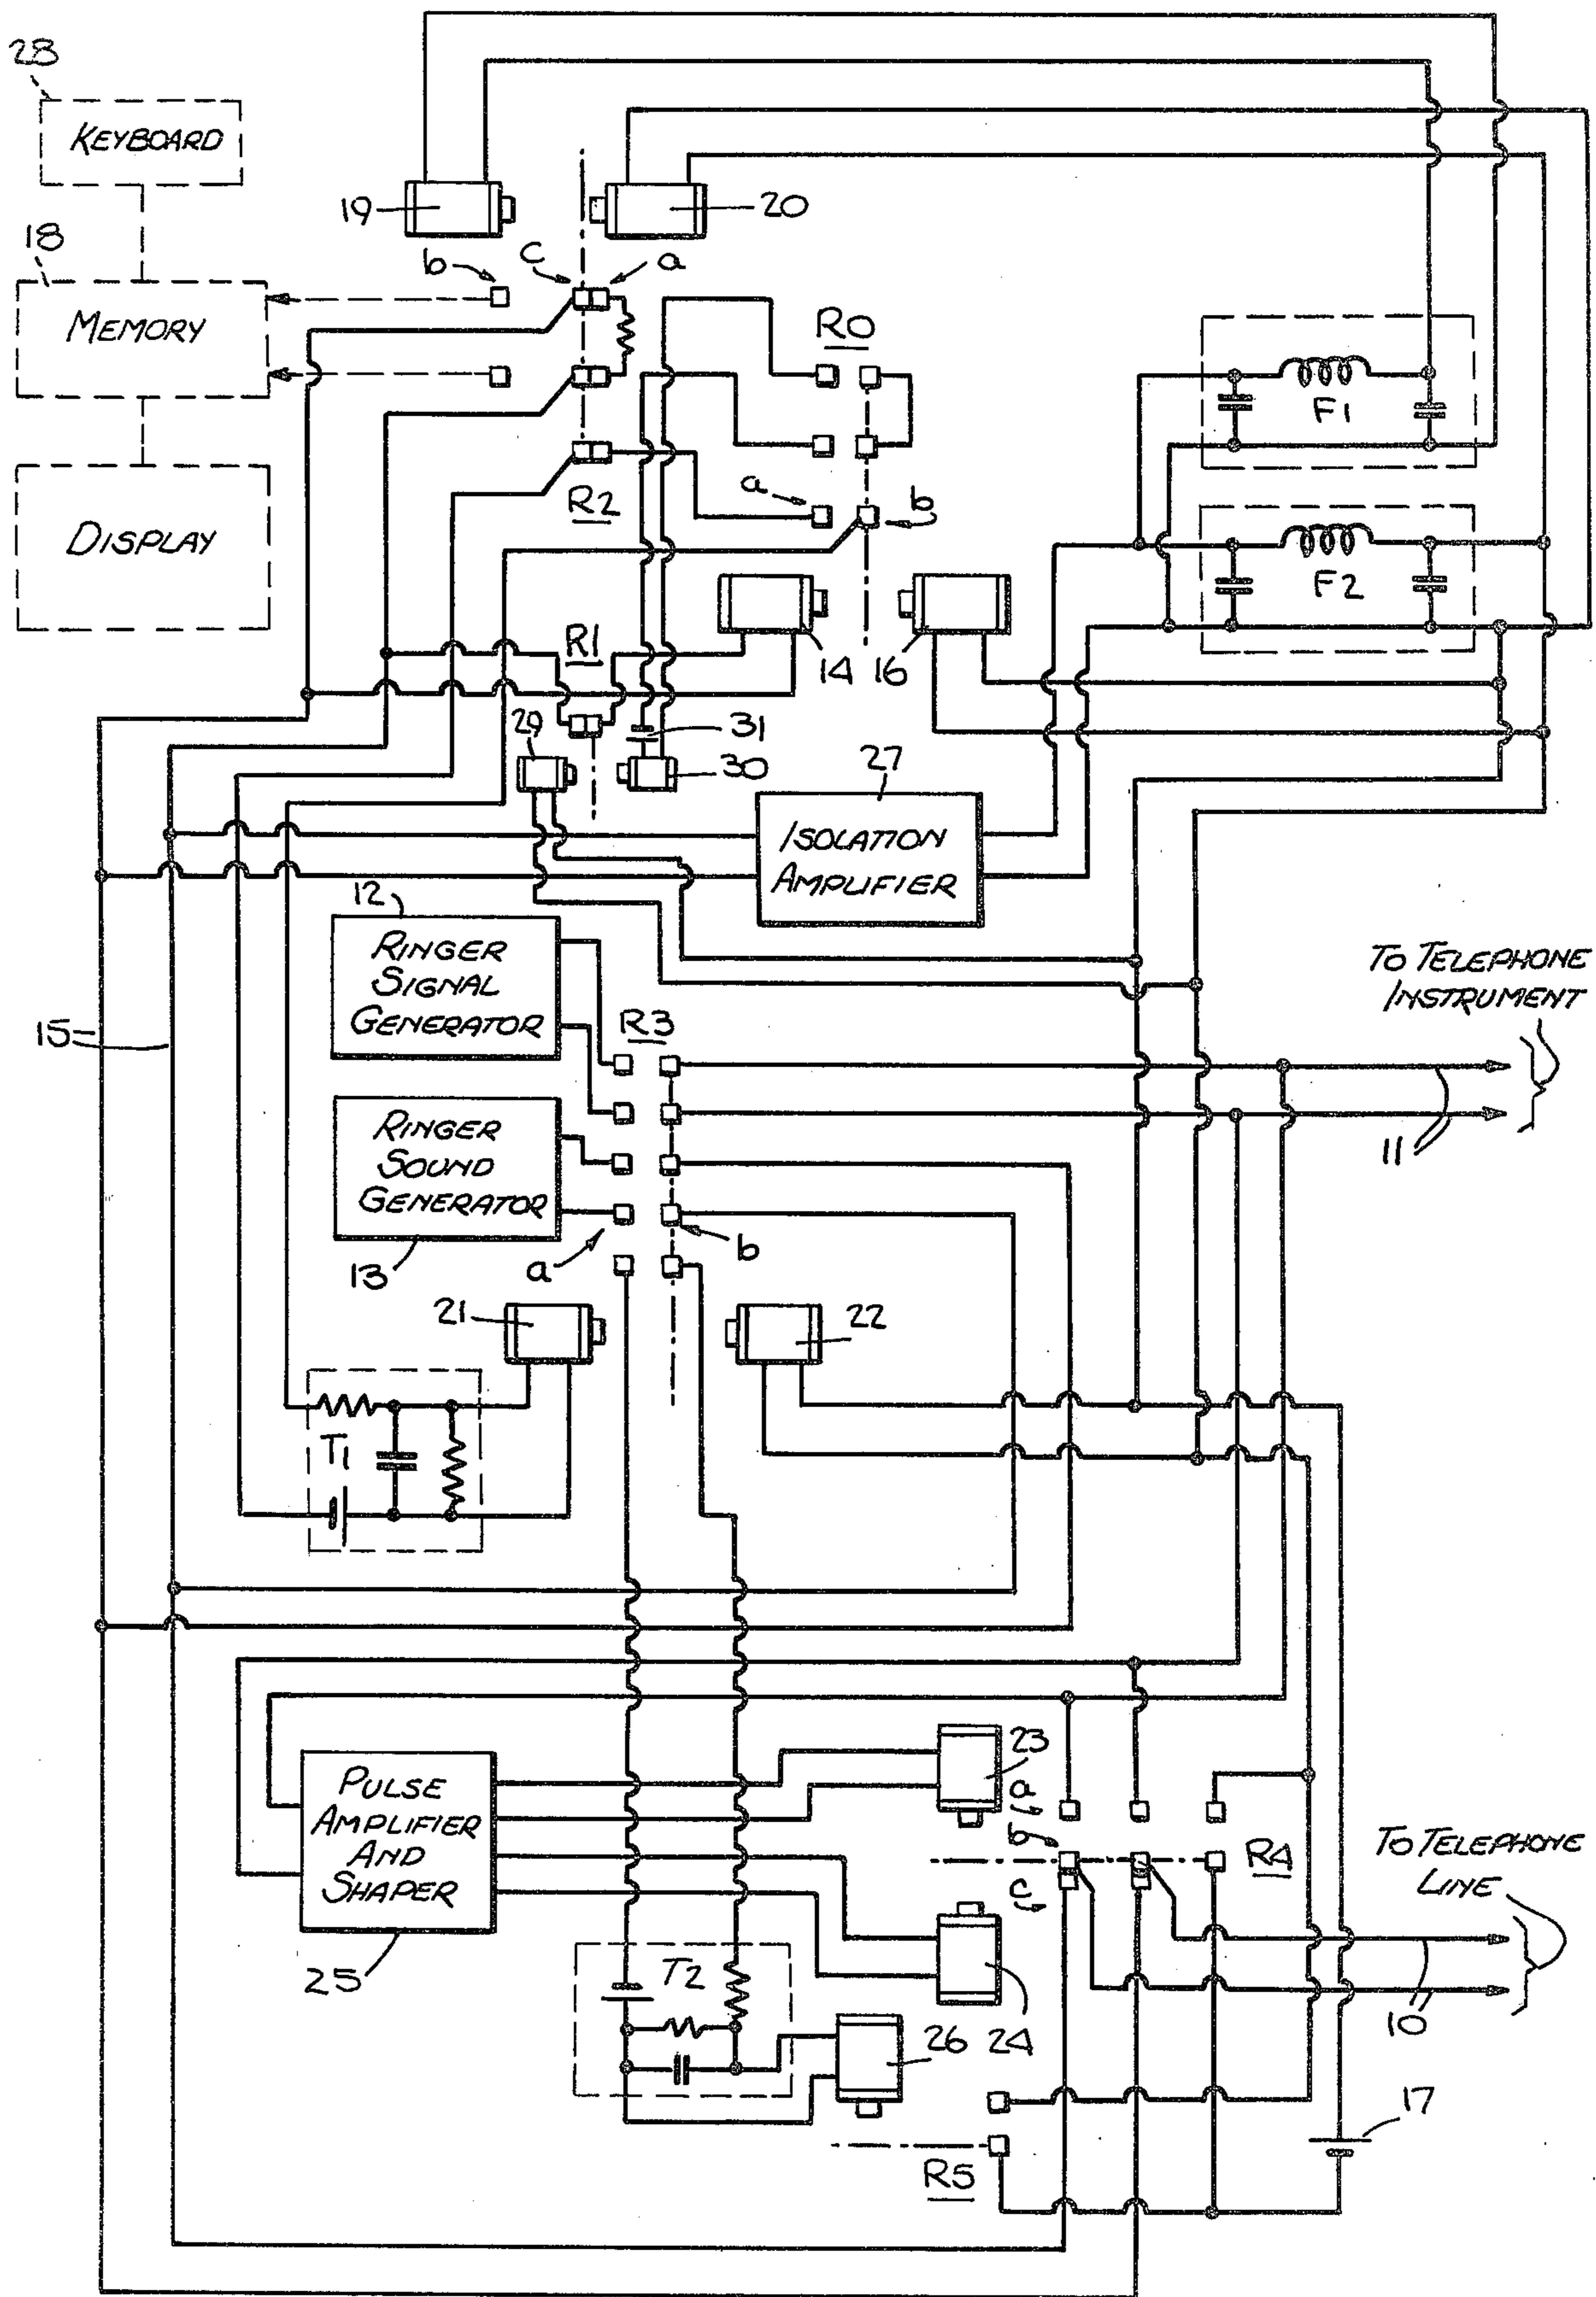 28
KEYBOARD
18
MEMORY
DISPLAY
19
20
b
c
a
R0
R2
a
b
F1
F2
R1
14
16
29
31
30
27
ISOLATION
AMPLIFIER
12
RINGER
SIGNAL
GENERATOR
R3
15
TO TELEPHONE
INSTRUMENT
11
RINGER
SOUND
GENERATOR
13
a
b
21
22
T1
23
a
b
c
R4
PULSE
AMPLIFIER
AND
SHAPER
25
TO TELEPHONE
LINE
T2
24
26
10
17
R5